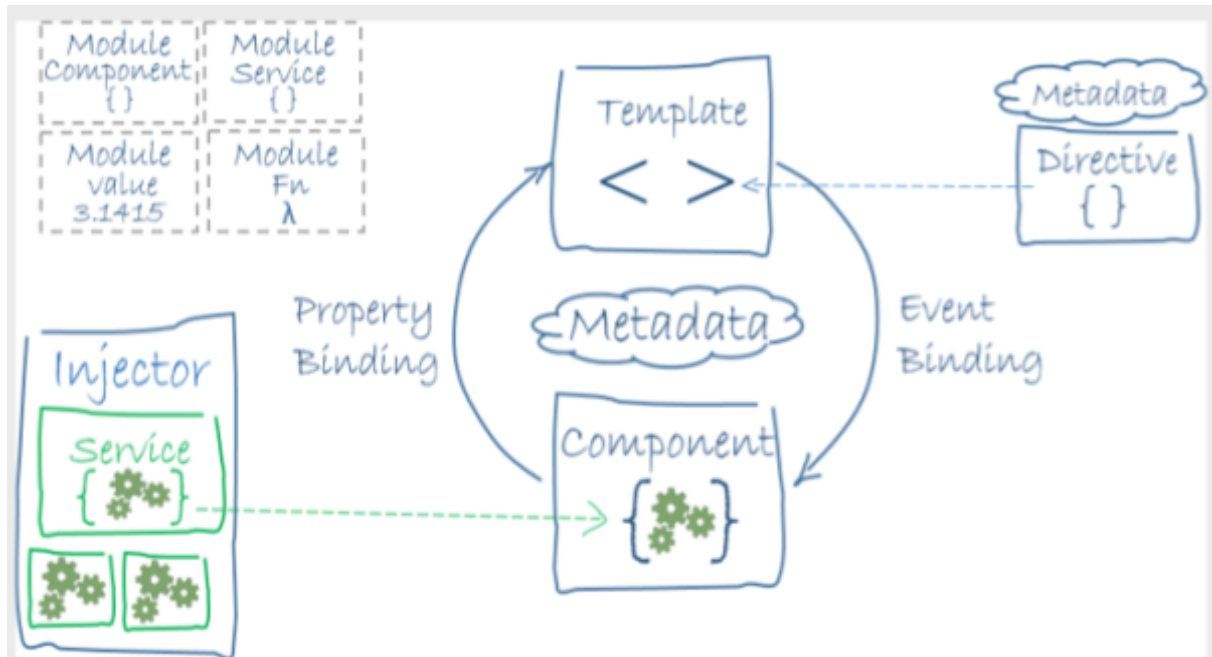 Module
Component
{ }
Module
Service
{ }
Module
value
3.1415
Module
Fn
λ
Template
< >
Metadata
Directive
{ }
Property
Binding
Metadata
Event
Binding
Injector
Service
{ }
Component
{ }